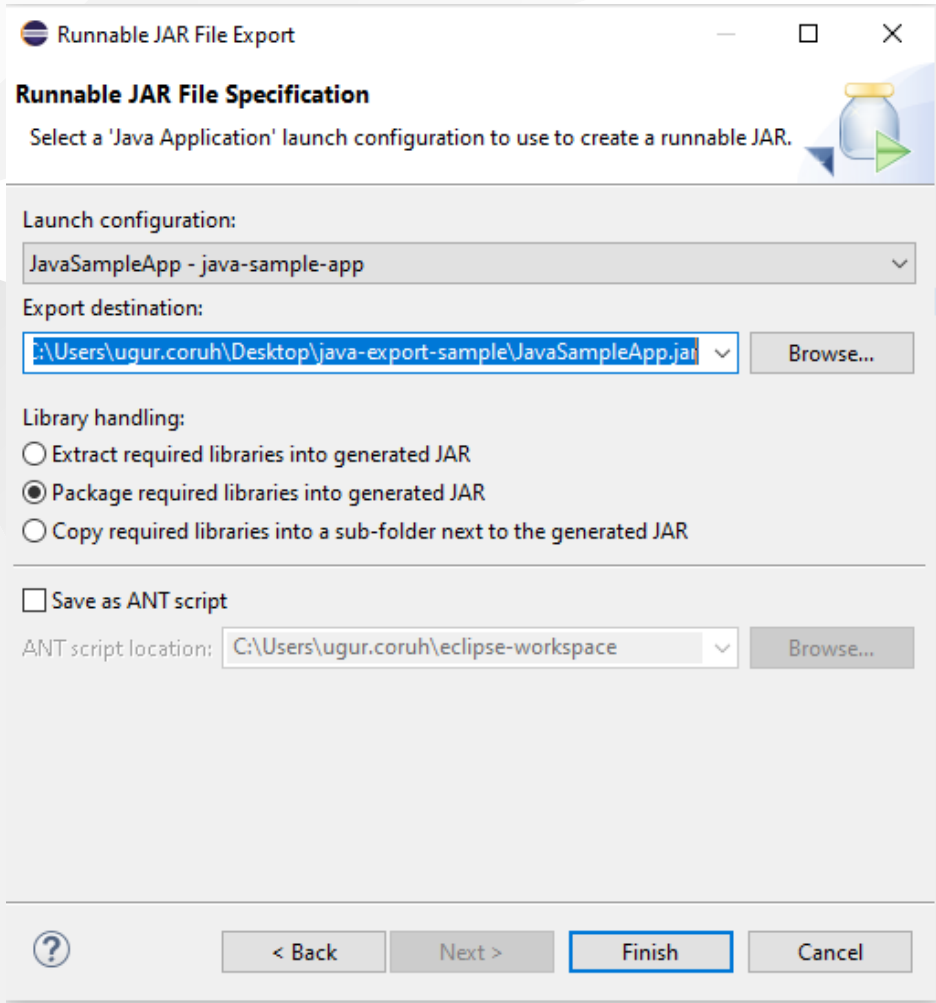 Runnable JAR File Export
Runnable JAR File Specification
Select a 'Java Application' launch configuration to use to create a runnable JAR.
Launch configuration:
JavaSampleApp - java-sample-app
Export destination:
C:\Users\ugur.coruh\Desktop\java-export-sample\JavaSampleApp.jar
Browse...
Library handling:
Extract required libraries into generated JAR
Package required libraries into generated JAR
Copy required libraries into a sub-folder next to the generated JAR
Save as ANT script
ANT script location:
C:\Users\ugur.coruh\eclipse-workspace
Browse...
?
< Back
Next >
Finish
Cancel